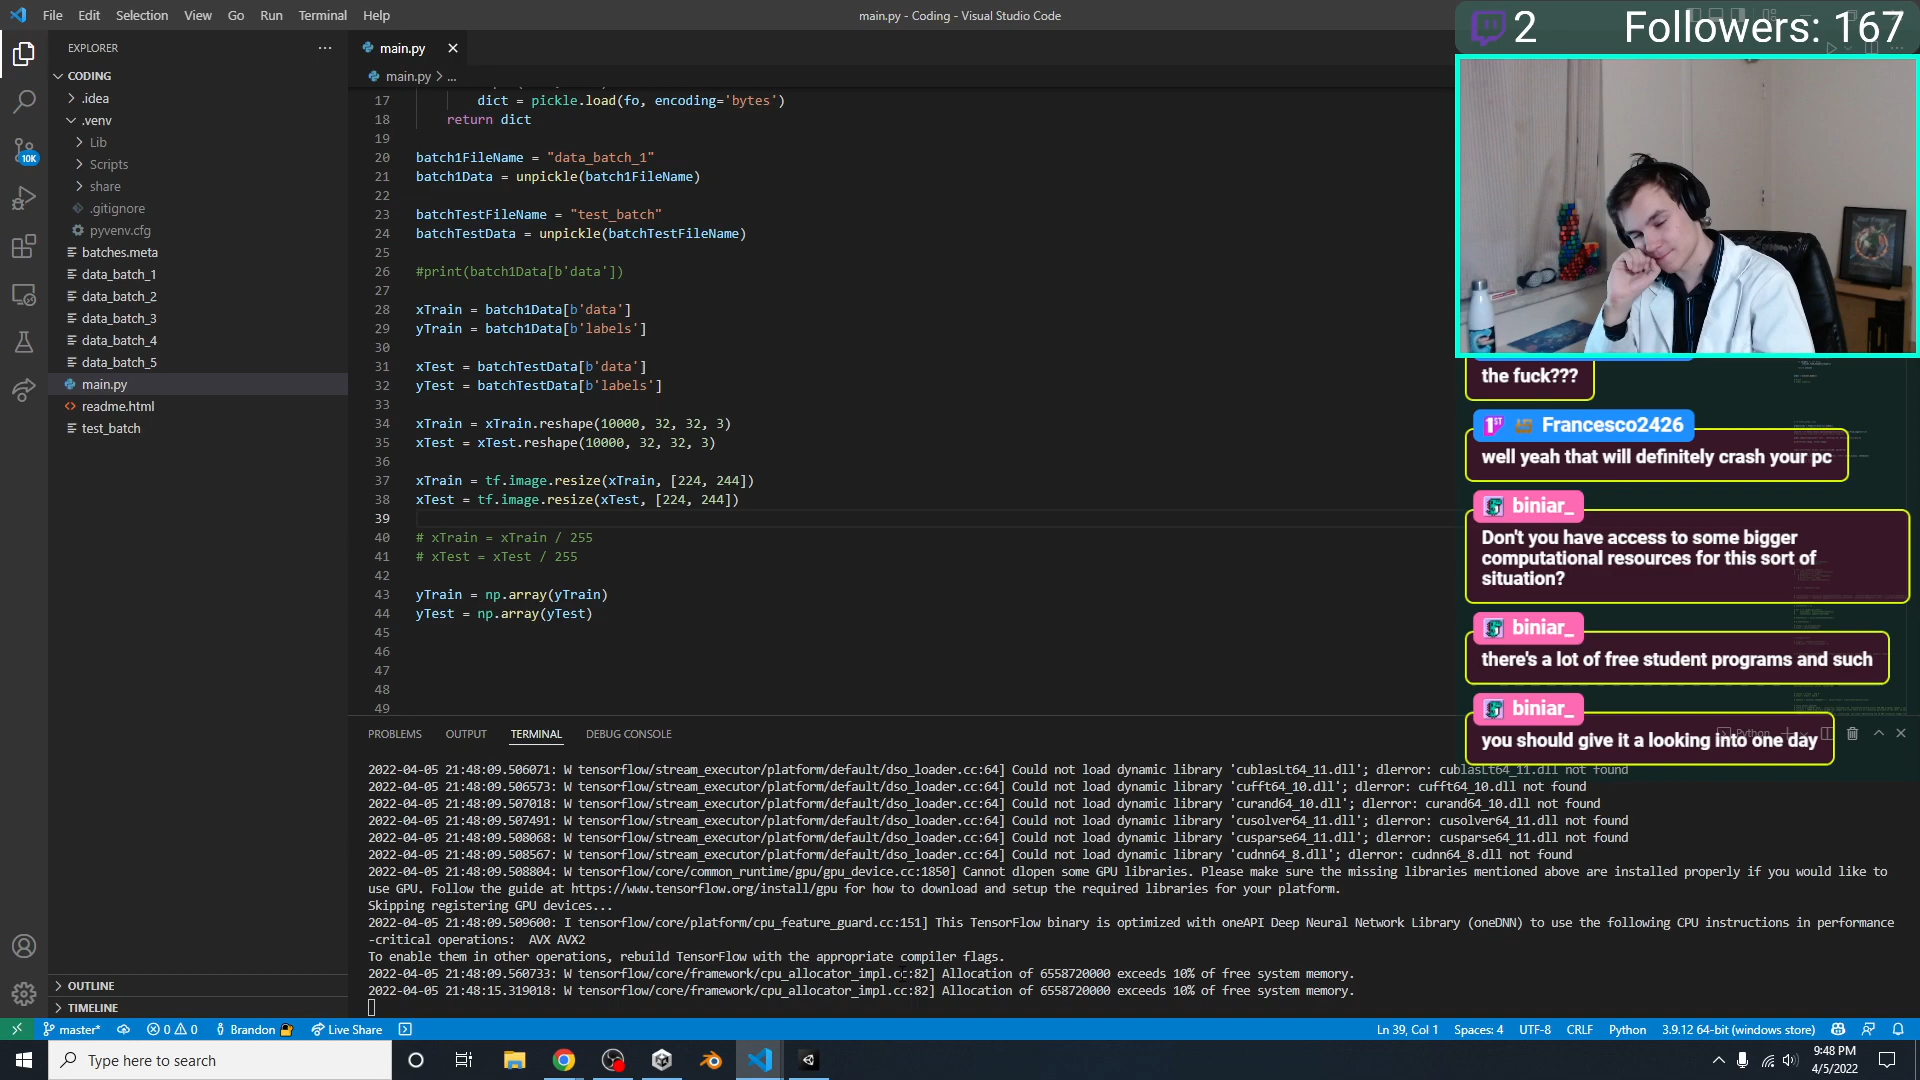 File Edit Selection View Go Run Terminal Help
main.py - Coding - Visual Studio Code
2 Followers: 167
EXPLORER
main.py
CODING
.idea
.venv
Lib
Scripts
share
.gitignore
pyvenv.cfg
batches.meta
data_batch_1
data_batch_2
data_batch_3
data_batch_4
data_batch_5
main.py
readme.html
test_batch
OUTLINE
TIMELINE
10K
main.py > ...
17 dict = pickle.load(fo, encoding='bytes')
18 return dict
19
20 batch1FileName = "data_batch_1"
21 batch1Data = unpickle(batch1FileName)
22
23 batchTestFileName = "test_batch"
24 batchTestData = unpickle(batchTestFileName)
25
26 #print(batch1Data[b'data'])
27
28 xTrain = batch1Data[b'data']
29 yTrain = batch1Data[b'labels']
30
31 xTest = batchTestData[b'data']
32 yTest = batchTestData[b'labels']
33
34 xTrain = xTrain.reshape(10000, 32, 32, 3)
35 xTest = xTest.reshape(10000, 32, 32, 3)
36
37 xTrain = tf.image.resize(xTrain, [224, 244])
38 xTest = tf.image.resize(xTest, [224, 244])
39
40 # xTrain = xTrain / 255
41 # xTest = xTest / 255
42
43 yTrain = np.array(yTrain)
44 yTest = np.array(yTest)
45
46
47
48
49
the fuck???
1ST Francesco2426
well yeah that will definitely crash your pc
biniar_
Don't you have access to some bigger
computational resources for this sort of
situation?
biniar_
there's a lot of free student programs and such
biniar_
you should give it a looking into one day
PROBLEMS OUTPUT TERMINAL DEBUG CONSOLE
Python
2022-04-05 21:48:09.506071: W tensorflow/stream_executor/platform/default/dso_loader.cc:64] Could not load dynamic library 'cublasLt64_11.dll'; dlerror: cublasLt64_11.dll not found
2022-04-05 21:48:09.506573: W tensorflow/stream_executor/platform/default/dso_loader.cc:64] Could not load dynamic library 'cufft64_10.dll'; dlerror: cufft64_10.dll not found
2022-04-05 21:48:09.507018: W tensorflow/stream_executor/platform/default/dso_loader.cc:64] Could not load dynamic library 'curand64_10.dll'; dlerror: curand64_10.dll not found
2022-04-05 21:48:09.507491: W tensorflow/stream_executor/platform/default/dso_loader.cc:64] Could not load dynamic library 'cusolver64_11.dll'; dlerror: cusolver64_11.dll not found
2022-04-05 21:48:09.508068: W tensorflow/stream_executor/platform/default/dso_loader.cc:64] Could not load dynamic library 'cusparse64_11.dll'; dlerror: cusparse64_11.dll not found
2022-04-05 21:48:09.508567: W tensorflow/stream_executor/platform/default/dso_loader.cc:64] Could not load dynamic library 'cudnn64_8.dll'; dlerror: cudnn64_8.dll not found
2022-04-05 21:48:09.508804: W tensorflow/core/common_runtime/gpu/gpu_device.cc:1850] Cannot dlopen some GPU libraries. Please make sure the missing libraries mentioned above are installed properly if you would like to
use GPU. Follow the guide at https://www.tensorflow.org/install/gpu for how to download and setup the required libraries for your platform.
Skipping registering GPU devices...
2022-04-05 21:48:09.509600: I tensorflow/core/platform/cpu_feature_guard.cc:151] This TensorFlow binary is optimized with oneAPI Deep Neural Network Library (oneDNN) to use the following CPU instructions in performance
-critical operations: AVX AVX2
To enable them in other operations, rebuild TensorFlow with the appropriate compiler flags.
2022-04-05 21:48:09.560733: W tensorflow/core/framework/cpu_allocator_impl.cc:82] Allocation of 6558720000 exceeds 10% of free system memory.
2022-04-05 21:48:15.319018: W tensorflow/core/framework/cpu_allocator_impl.cc:82] Allocation of 6558720000 exceeds 10% of free system memory.
master* 0 0 Brandon Live Share
Ln 39, Col 1 Spaces: 4 UTF-8 CRLF Python 3.9.12 64-bit (windows store)
Type here to search
9:48 PM
4/5/2022